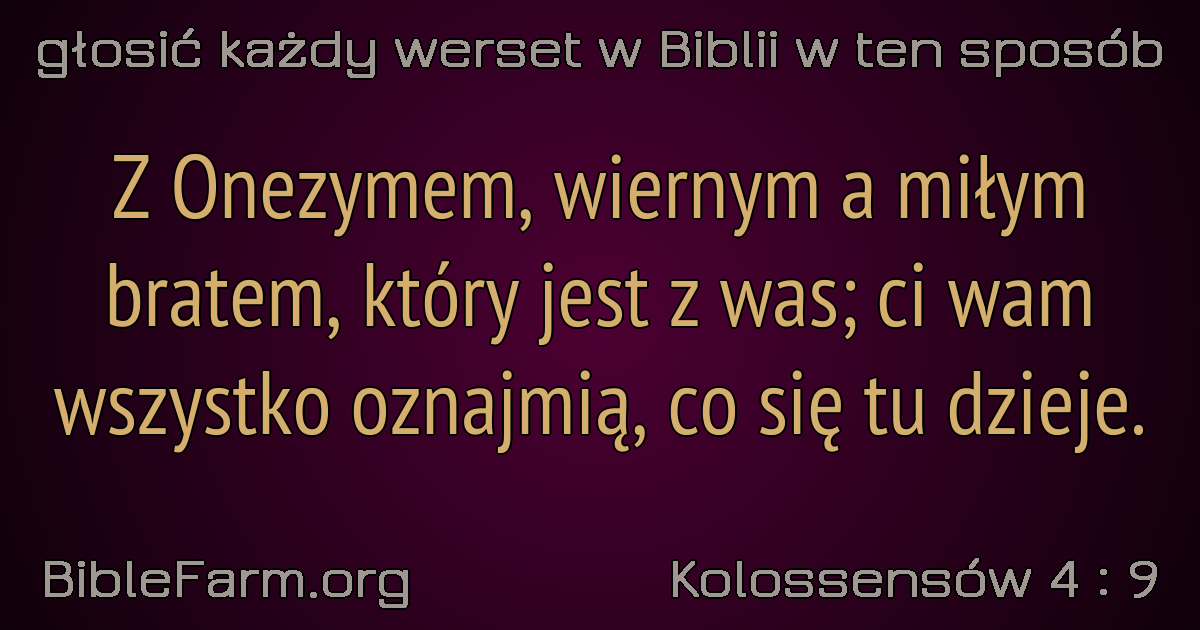 głosić każdy werset w Biblii w ten sposób
Z Onezymem, wiernym a miłym
bratem, który jest z was; ci wam
wszystko oznajmią, co się tu dzieje.
BibleFarm.org
Kolossensów 4 : 9